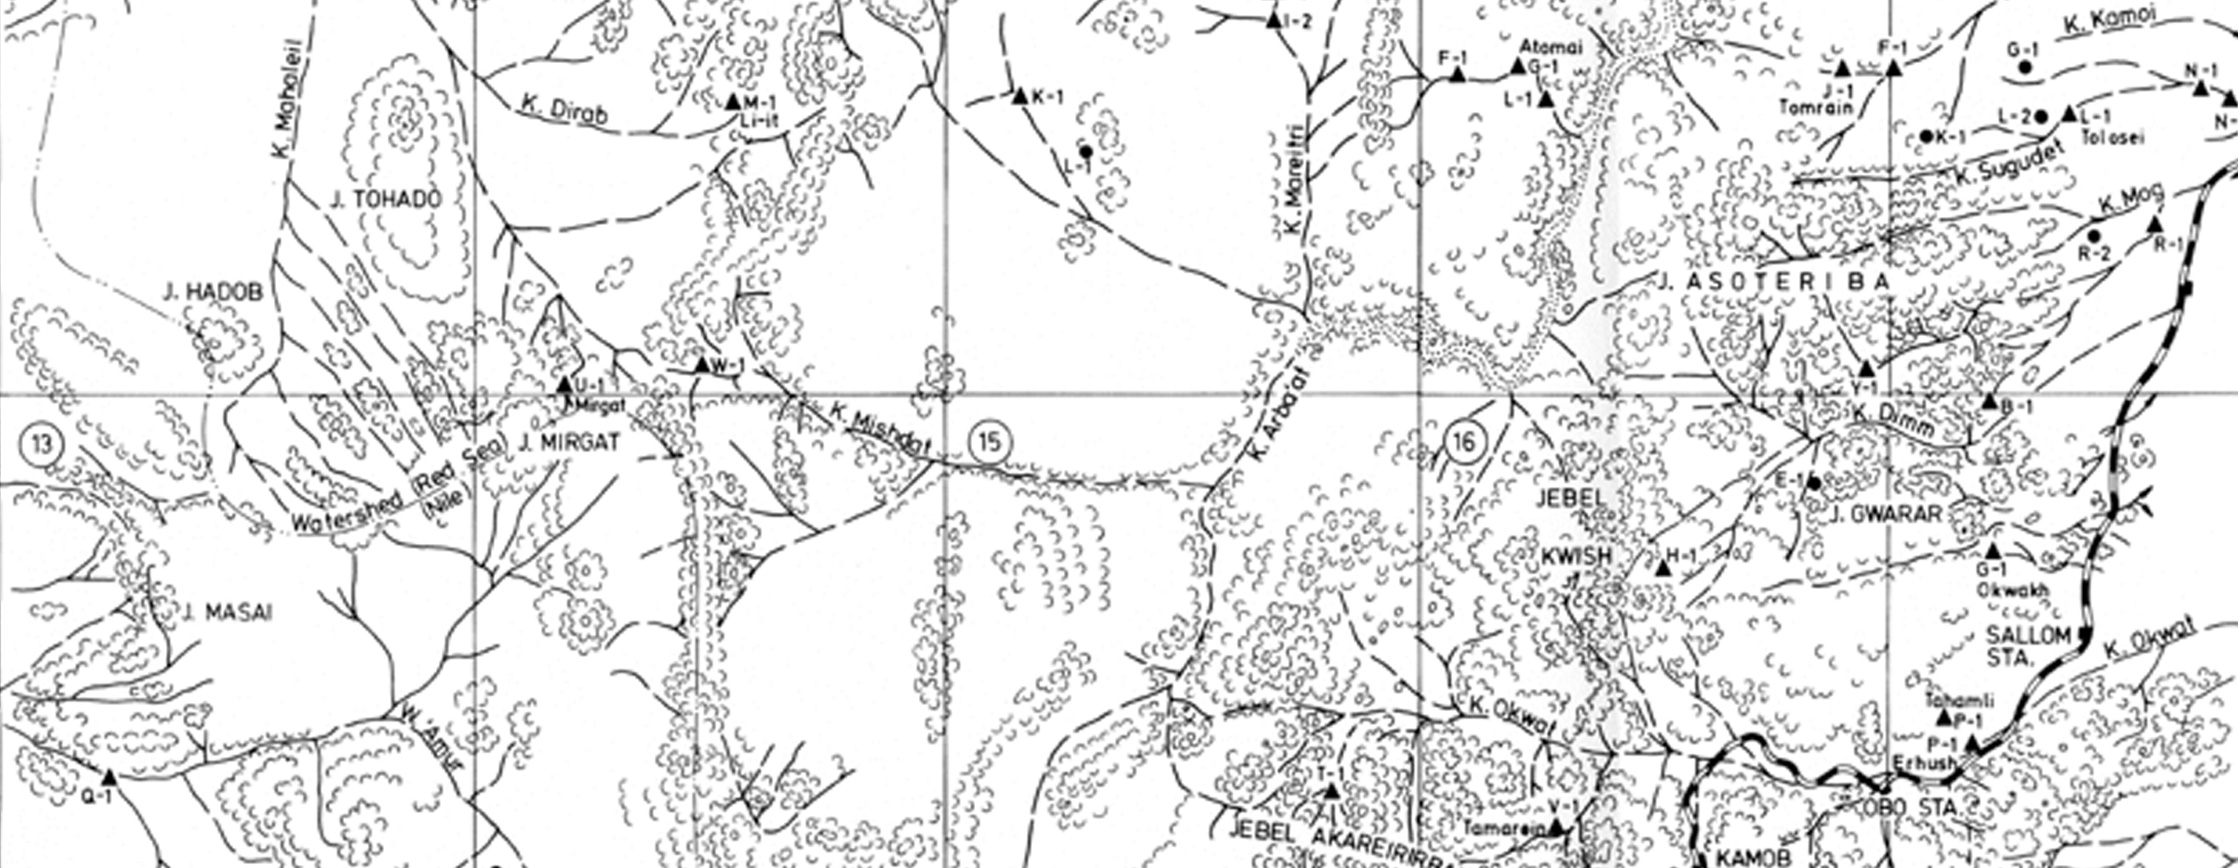 K. Mahaleil
J. TOHADO
K. Dirab
M-1
Li-it
K-1
L-1
I-2
K. Mareitri
F-1
Atomai
G-1
L-1
J-1
Tomrain
F-1
G-1
K. Kamoi
N-1
N-
L-2
L-1
Tolosei
K-1
K. Sugudet
K. Mog
R-2
R-1
J. HADOB
J. ASOTERIBA
U-1
Mirgat
W-1
Y-1
B-1
13
J. MIRGAT
K. Mishdat
15
K. Arba'at
16
K. Dimm
Watershed (Red Sea)
(Nile)
JEBEL
KWISH
E-1
J. GWARAR
H-1
G-1
Okwakh
J. MASAI
SALLOM
STA.
K. Okwat
W. 'Amur
K. Okwat
Tahamli
P-1
P-1
Erhush
Q-1
T-1
V-1
Tamarein
OBO STA.
JEBEL AKAREIRIRBA
KAMOB